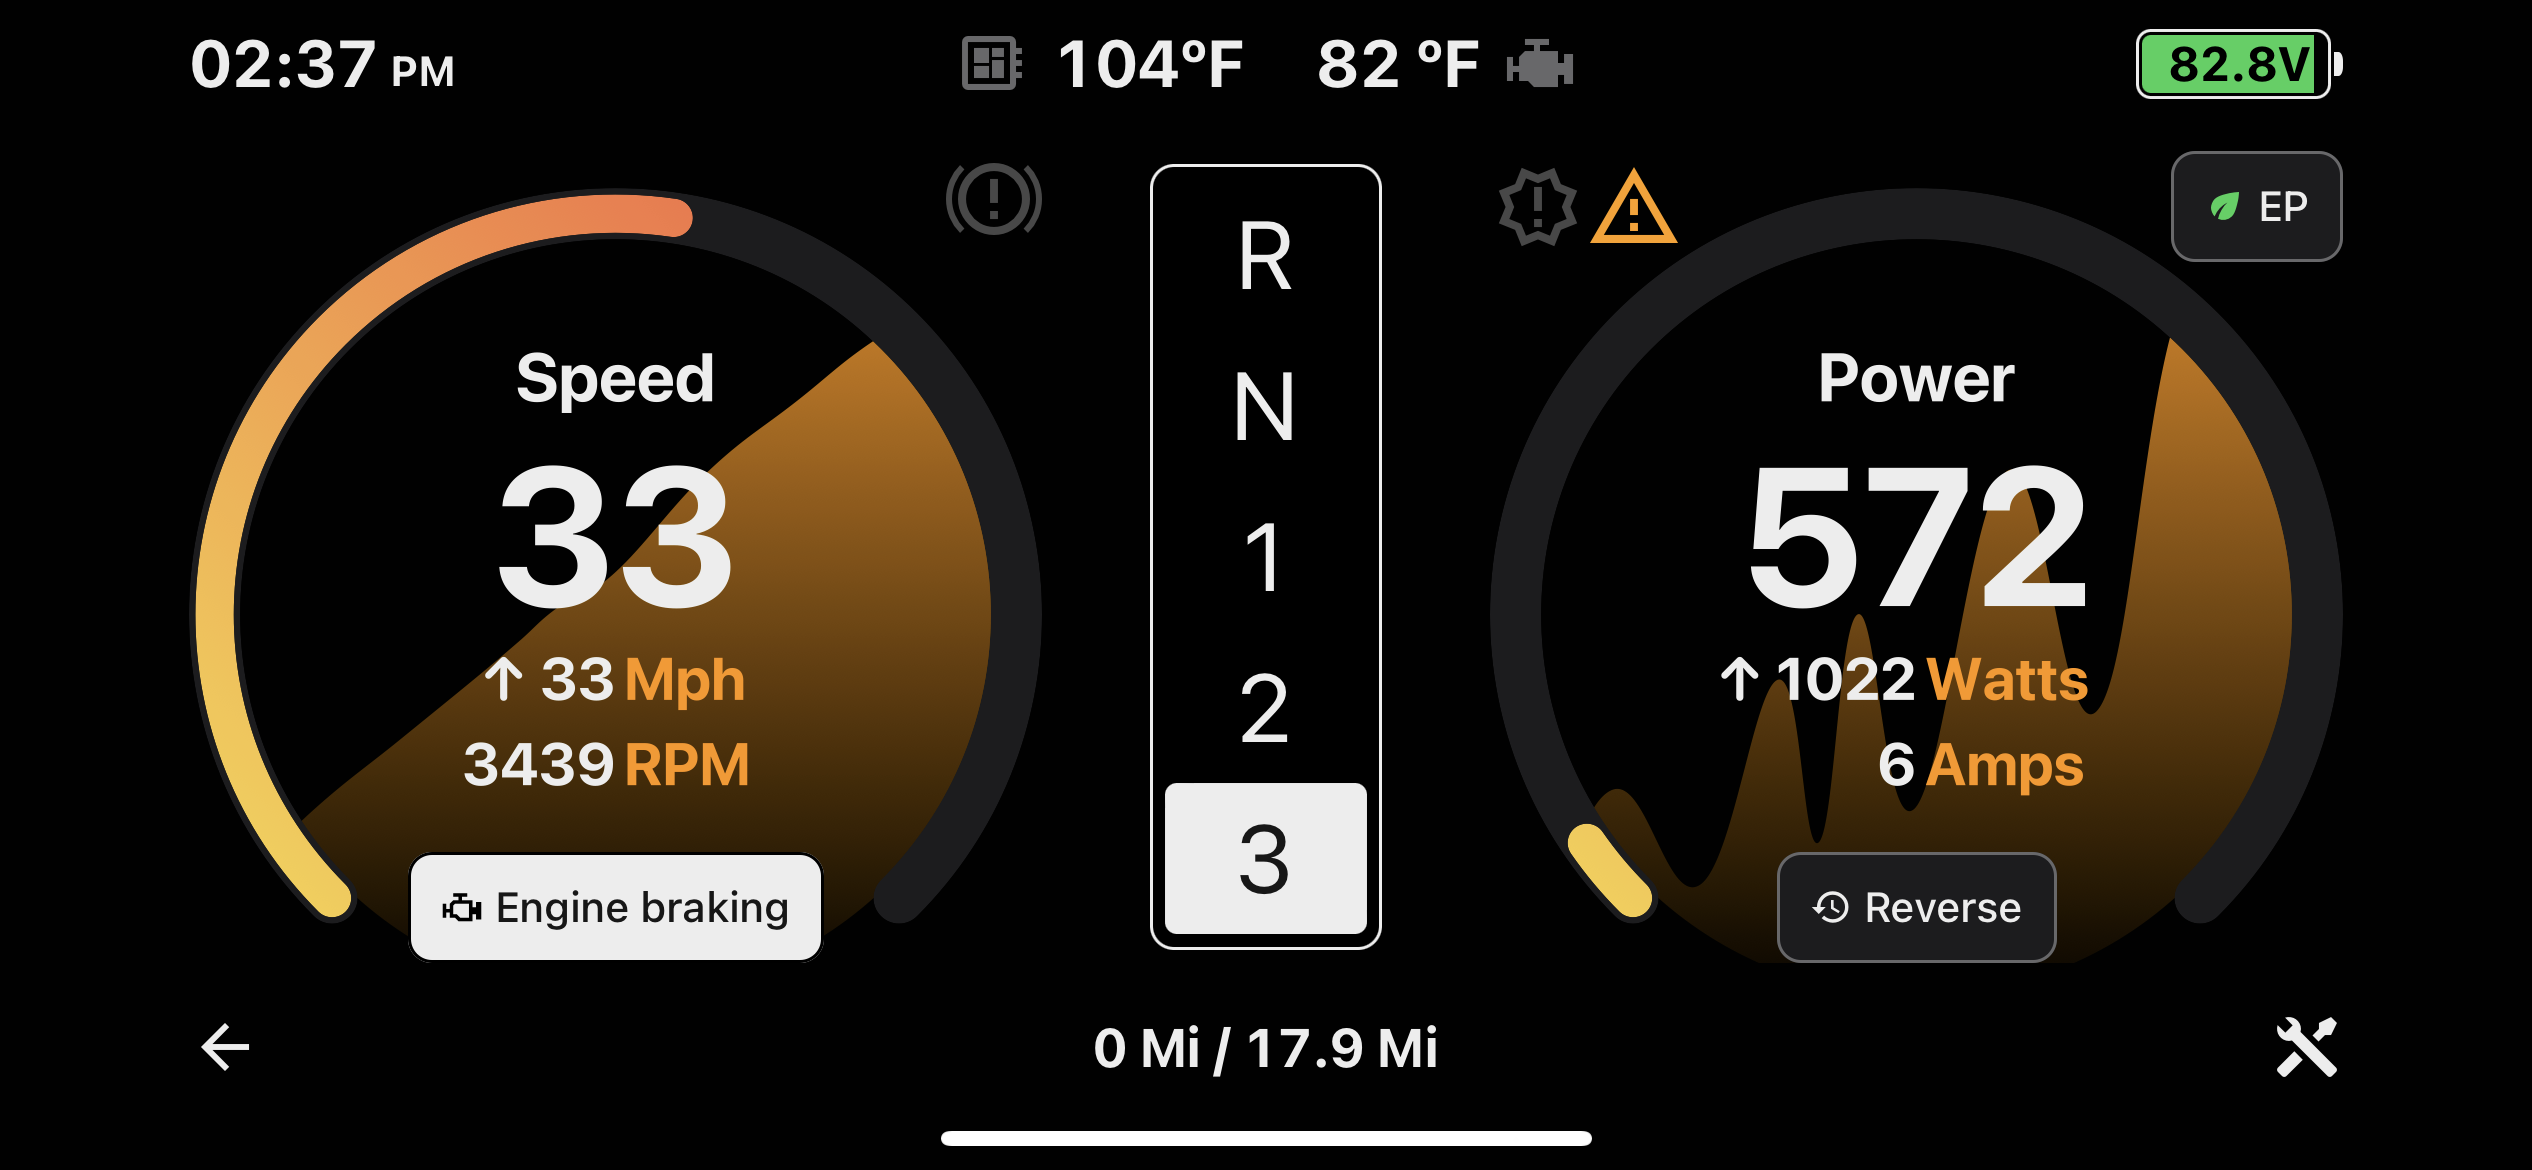 02:37 PM
104°F
82 °F
82.8V
EP
Speed
33
↑ 33 Mph
3439 RPM
Engine braking
R
N
1
2
3
Power
572
↑ 1022 Watts
6 Amps
Reverse
0 Mi / 17.9 Mi